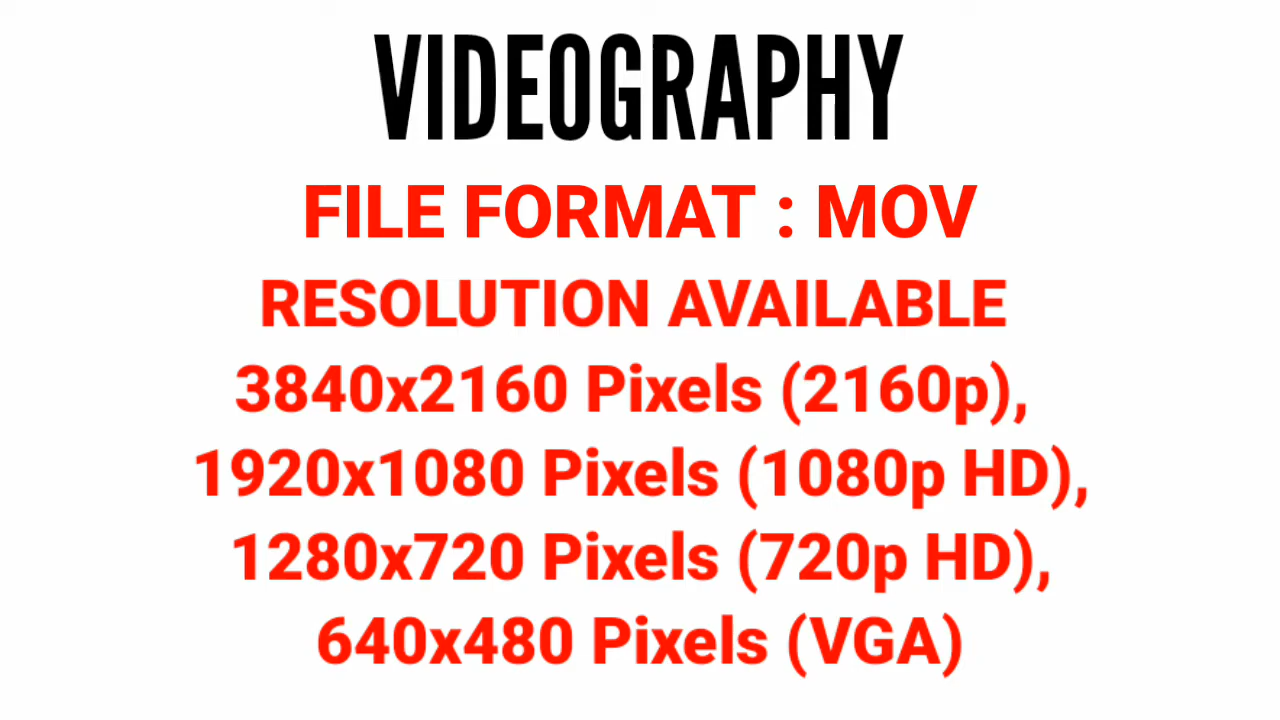 VIDEOGRAPHY
FILE FORMAT : MOV
RESOLUTION AVAILABLE
3840x2160 Pixels (2160p),
1920x1080 Pixels (1080p HD),
1280x720 Pixels (720p HD),
640x480 Pixels (VGA)